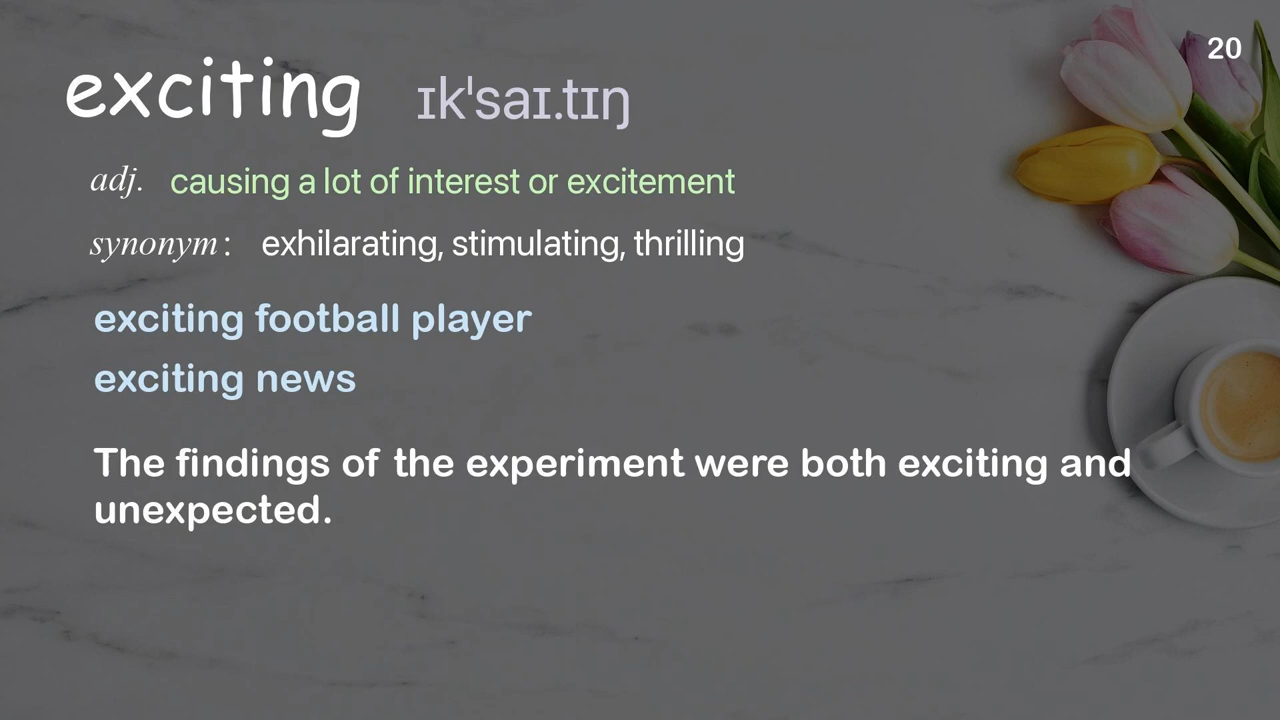 20
exciting ɪkˈsaɪ.tɪŋ
adj. causing a lot of interest or excitement
synonym: exhilarating, stimulating, thrilling
exciting football player
exciting news
The findings of the experiment were both exciting and
unexpected.